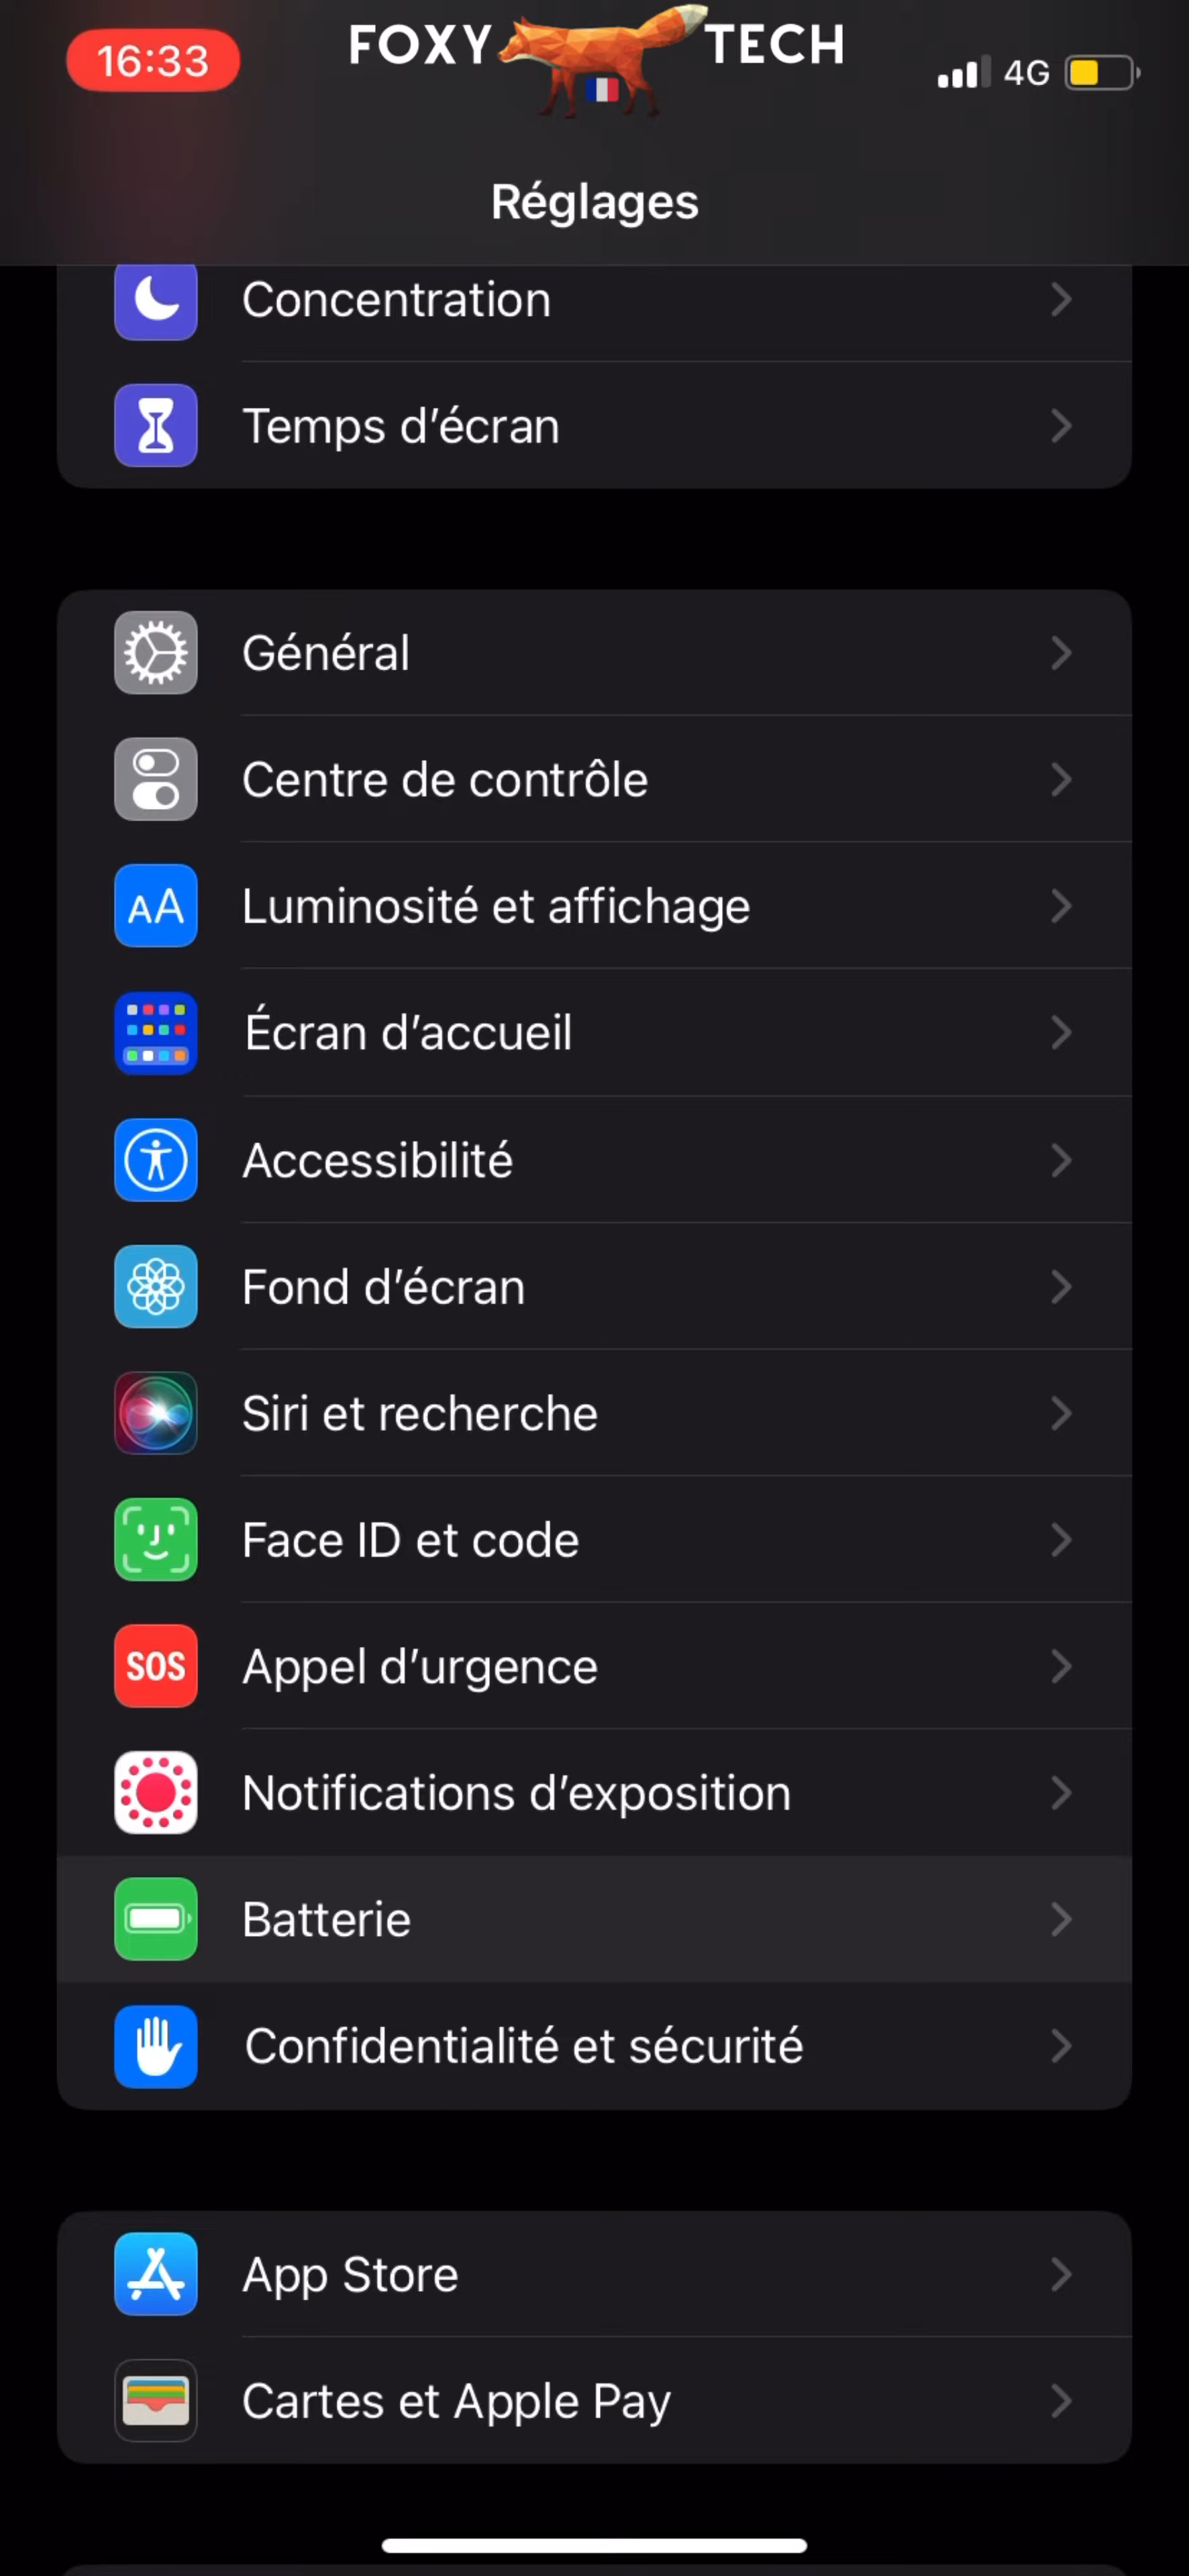 16:33
FOXY TECH
4G
Réglages
Concentration
Temps d’écran
Général
Centre de contrôle
AA
Luminosité et affichage
Écran d’accueil
Accessibilité
Fond d’écran
Siri et recherche
Face ID et code
SOS
Appel d’urgence
Notifications d’exposition
Batterie
Confidentialité et sécurité
App Store
Cartes et Apple Pay